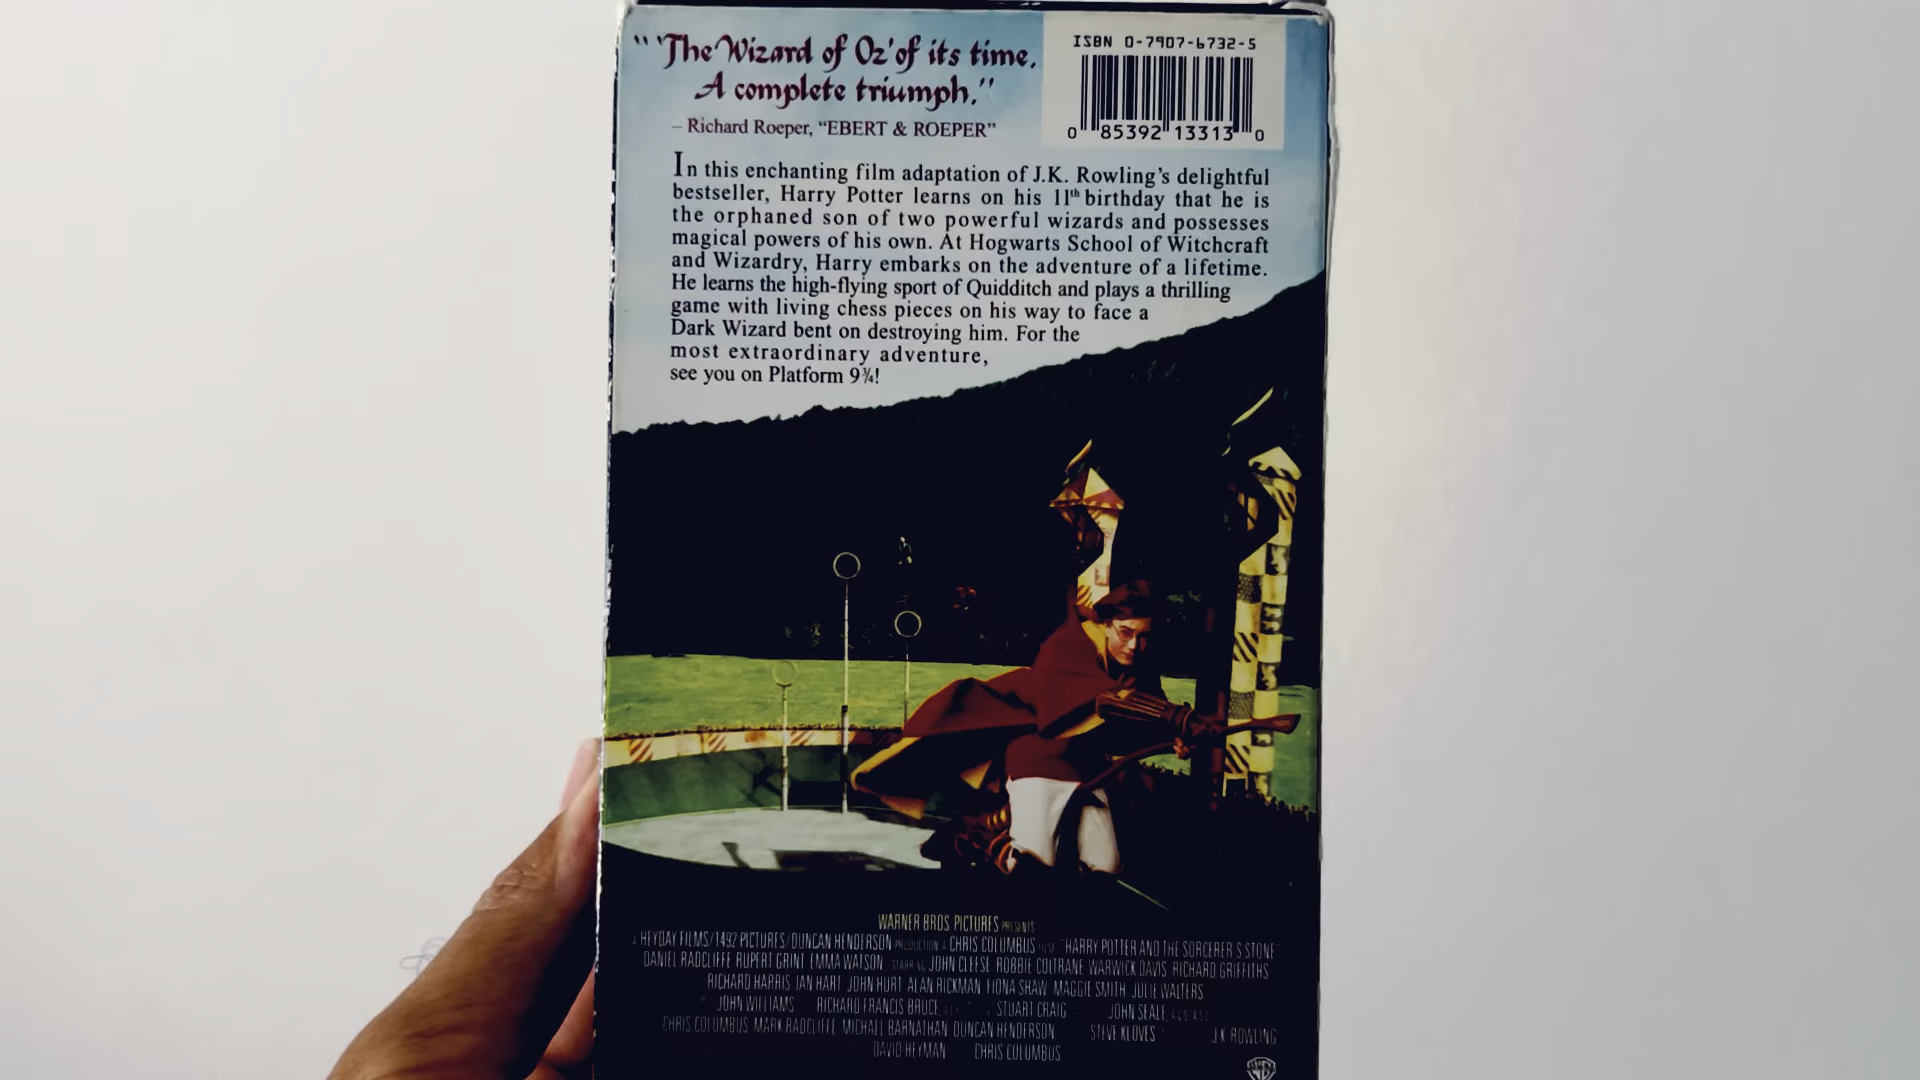 “ ‘The Wizard of Oz’ of its time.
A complete triumph.”
– Richard Roeper, “EBERT & ROEPER”
ISBN 0-7907-6732-5
0 85392 13313 0
In this enchanting film adaptation of J.K. Rowling’s delightful
bestseller, Harry Potter learns on his 11th birthday that he is
the orphaned son of two powerful wizards and possesses
magical powers of his own. At Hogwarts School of Witchcraft
and Wizardry, Harry embarks on the adventure of a lifetime.
He learns the high-flying sport of Quidditch and plays a thrilling
game with living chess pieces on his way to face a
Dark Wizard bent on destroying him. For the
most extraordinary adventure,
see you on Platform 9¾!
WARNER BROS. PICTURES PRESENTS
A HEYDAY FILMS/1492 PICTURES/DUNCAN HENDERSON PRODUCTION A CHRIS COLUMBUS FILM "HARRY POTTER AND THE SORCERER'S STONE"
DANIEL RADCLIFFE RUPERT GRINT EMMA WATSON STARRING JOHN CLEESE ROBBIE COLTRANE WARWICK DAVIS RICHARD GRIFFITHS
RICHARD HARRIS IAN HART JOHN HURT ALAN RICKMAN FIONA SHAW MAGGIE SMITH JULIE WALTERS
JOHN WILLIAMS RICHARD FRANCIS BRUCE, STUART CRAIG JOHN SEALE,
CHRIS COLUMBUS MARK RADCLIFFE MICHAEL BARNATHAN DUNCAN HENDERSON STEVE KLOVES J.K. ROWLING
DAVID HEYMAN CHRIS COLUMBUS
WB